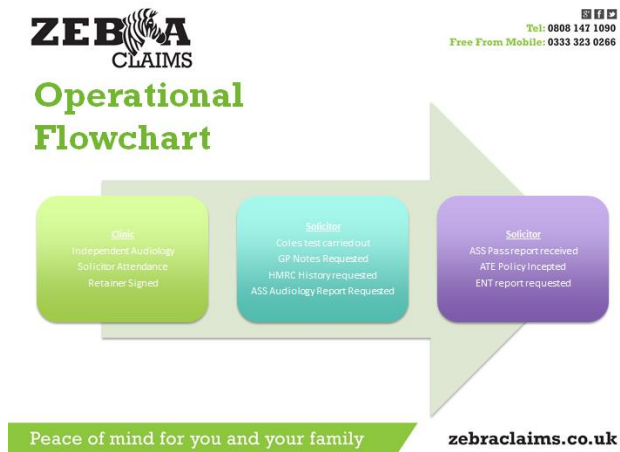 ZEBRA
CLAIMS
Tel: 0808 147 1090
Free From Mobile: 0333 323 0266
Operational
Flowchart
Clinic
Independent Audiology
Solicitor Attendance
Retainer Signed
Solicitor
Coles test carried out
GP Notes Requested
HMRC History requested
ASS Audiology Report Requested
Solicitor
ASS Pass report received
ATE Policy Incepted
ENT report requested
Peace of mind for you and your family
zebraclaims.co.uk